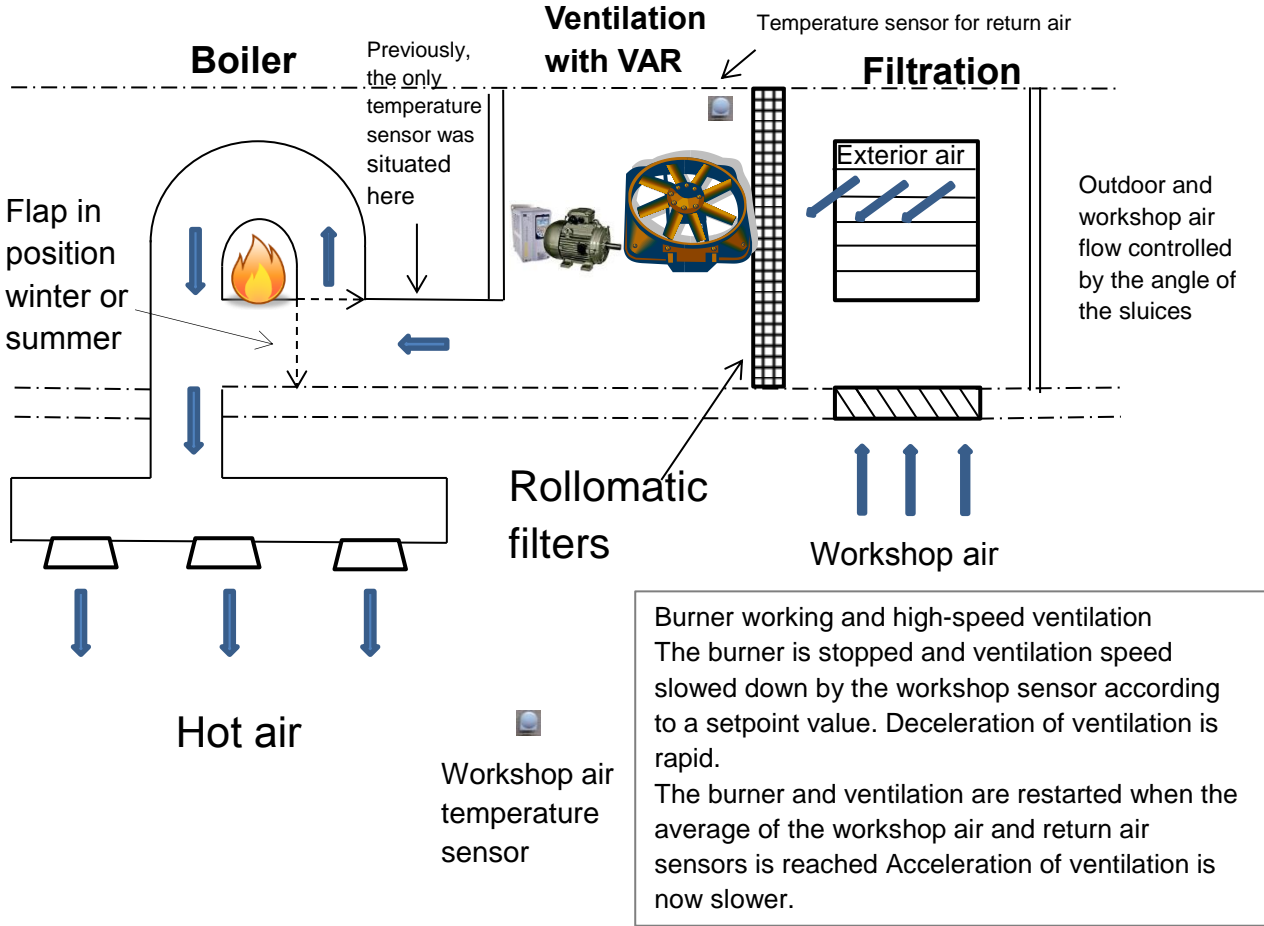 Boiler
Previously,
the only
temperature
sensor was
situated
here
Ventilation
with VAR
Temperature sensor for return air
Filtration
Exterior air
Outdoor and
workshop air
flow controlled
by the angle of
the sluices
Flap in
position
winter or
summer
Rollomatic
filters
Workshop air
Hot air
Workshop air
temperature
sensor
Burner working and high-speed ventilation
The burner is stopped and ventilation speed
slowed down by the workshop sensor according
to a setpoint value. Deceleration of ventilation is
rapid.
The burner and ventilation are restarted when the
average of the workshop air and return air
sensors is reached Acceleration of ventilation is
now slower.